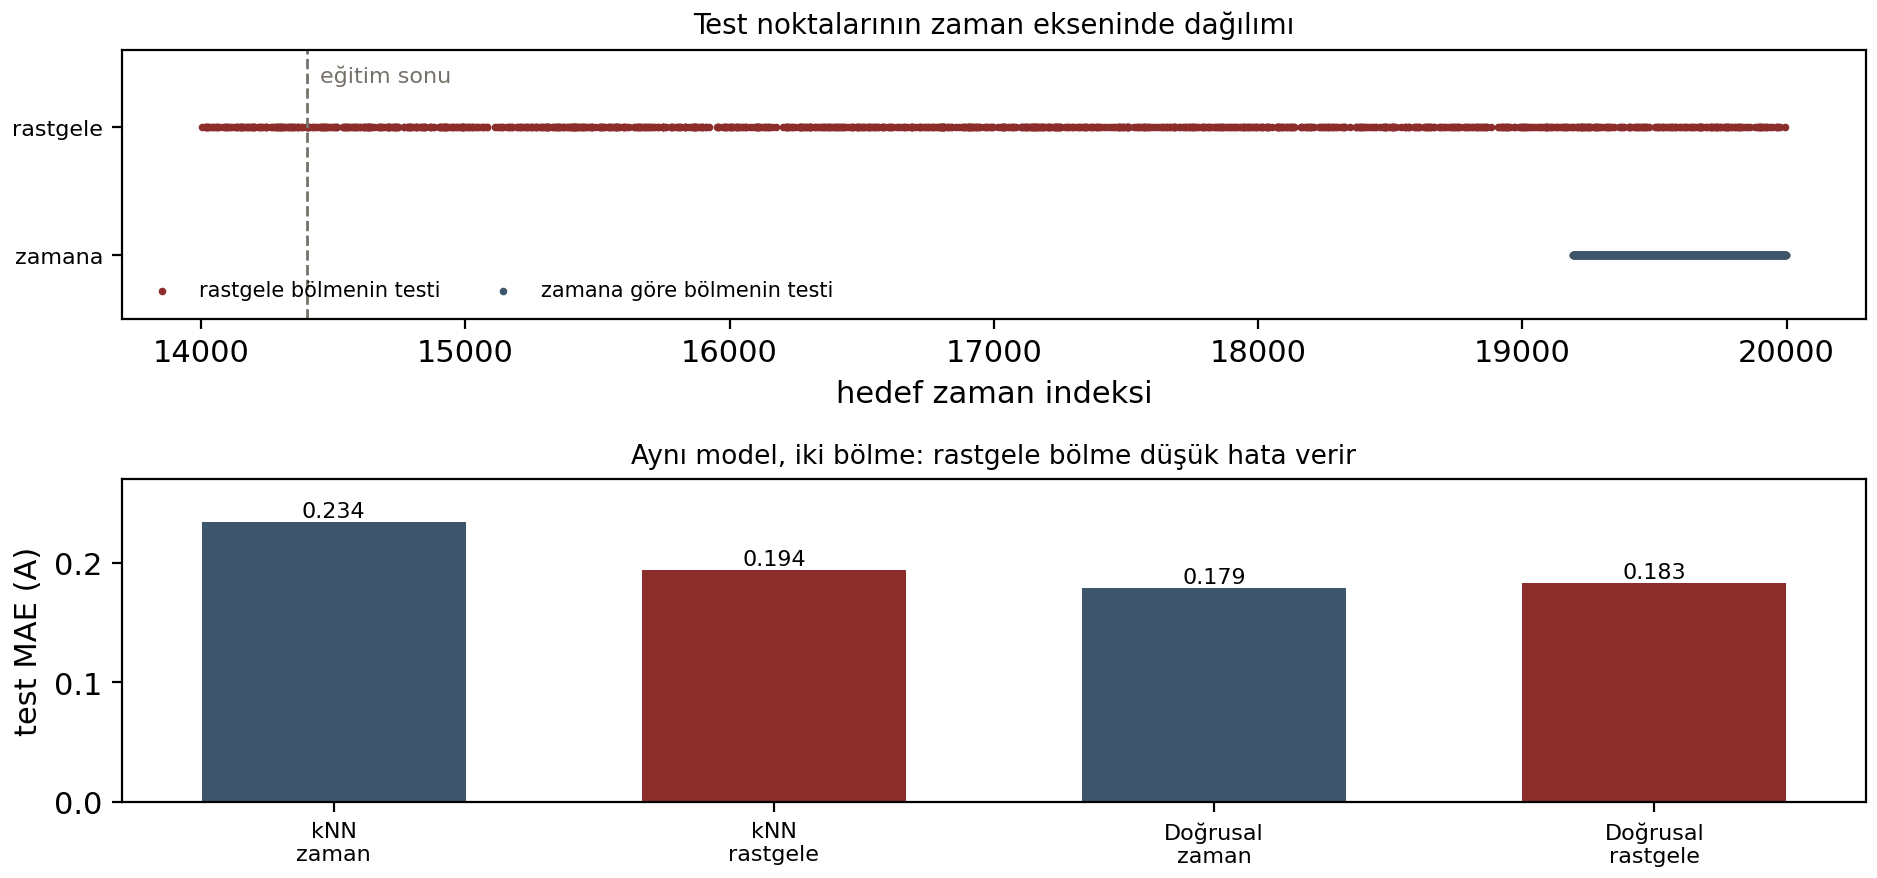 Test noktalarının zaman ekseninde dağılımı
eğitim sonu
rastgele
zamana
rastgele bölmenin testi
zamana göre bölmenin testi
14000
15000
16000
17000
18000
19000
20000
hedef zaman indeksi
Aynı model, iki bölme: rastgele bölme düşük hata verir
test MAE (A)
0.2
0.1
0.0
0.234
0.194
0.179
0.183
kNN
zaman
kNN
rastgele
Doğrusal
zaman
Doğrusal
rastgele